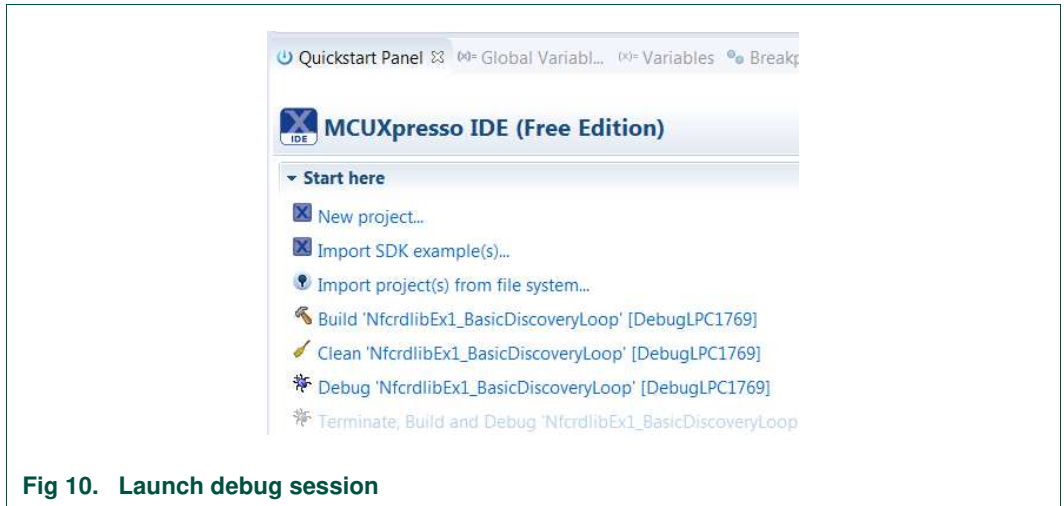 Quickstart Panel (x)= Global Variabl... (x)= Variables Breakp
IDE MCUXpresso IDE (Free Edition)
Start here
New project...
Import SDK example(s)...
Import project(s) from file system...
Build 'NfcrdlibEx1_BasicDiscoveryLoop' [DebugLPC1769]
Clean 'NfcrdlibEx1_BasicDiscoveryLoop' [DebugLPC1769]
Debug 'NfcrdlibEx1_BasicDiscoveryLoop' [DebugLPC1769]
Terminate, Build and Debug 'NfcrdlibEx1_BasicDiscoveryLoop
Fig 10. Launch debug session